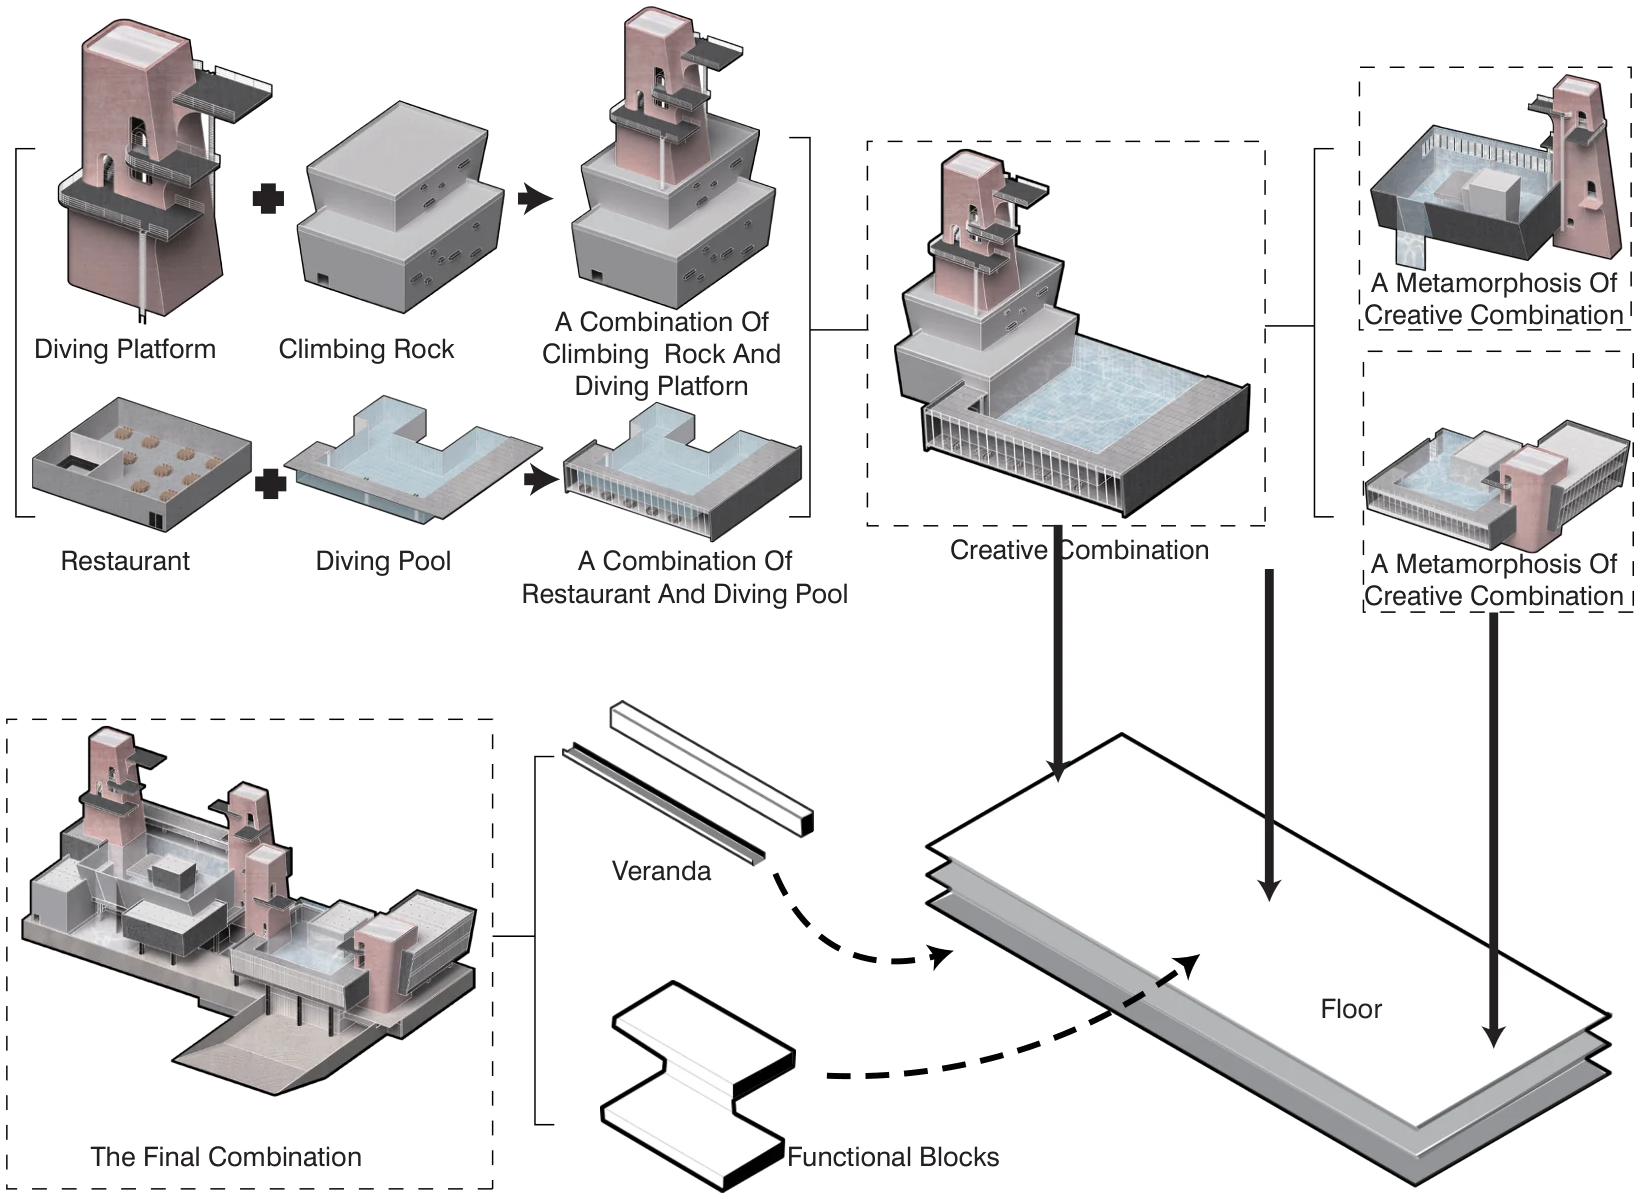 Diving Platform
Climbing Rock
A Combination Of
Climbing Rock And
Diving Platforn
Restaurant
Diving Pool
A Combination Of
Restaurant And Diving Pool
Creative Combination
A Metamorphosis Of
Creative Combination
A Metamorphosis Of
Creative Combination
The Final Combination
Veranda
Functional Blocks
Floor